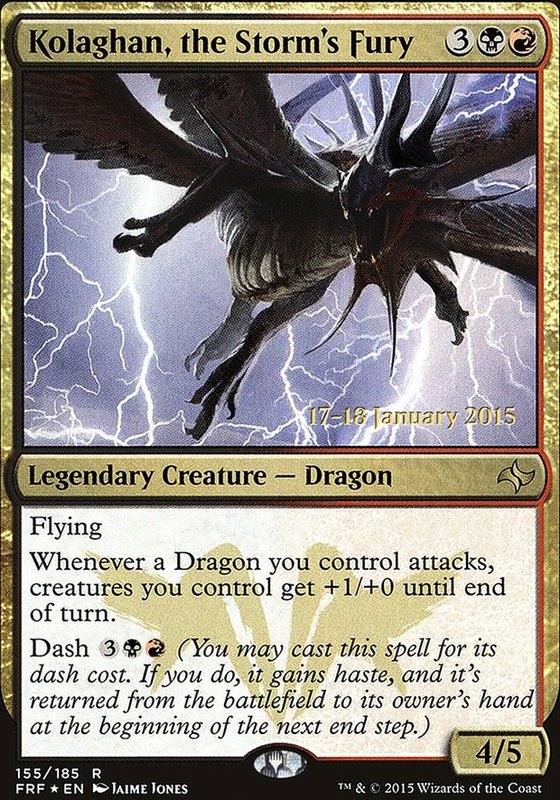 Kolaghan, the Storm's Fury 3
17-18 January 2015
Legendary Creature — Dragon
Flying
Whenever a Dragon you control attacks,
creatures you control get +1/+0 until end
of turn.
Dash 3 (You may cast this spell for its
dash cost. If you do, it gains haste, and it's
returned from the battlefield to its owner's hand
at the beginning of the next end step.)
4/5
155/185 R
FRF ★ EN Jaime Jones
™ & © 2015 Wizards of the Coast